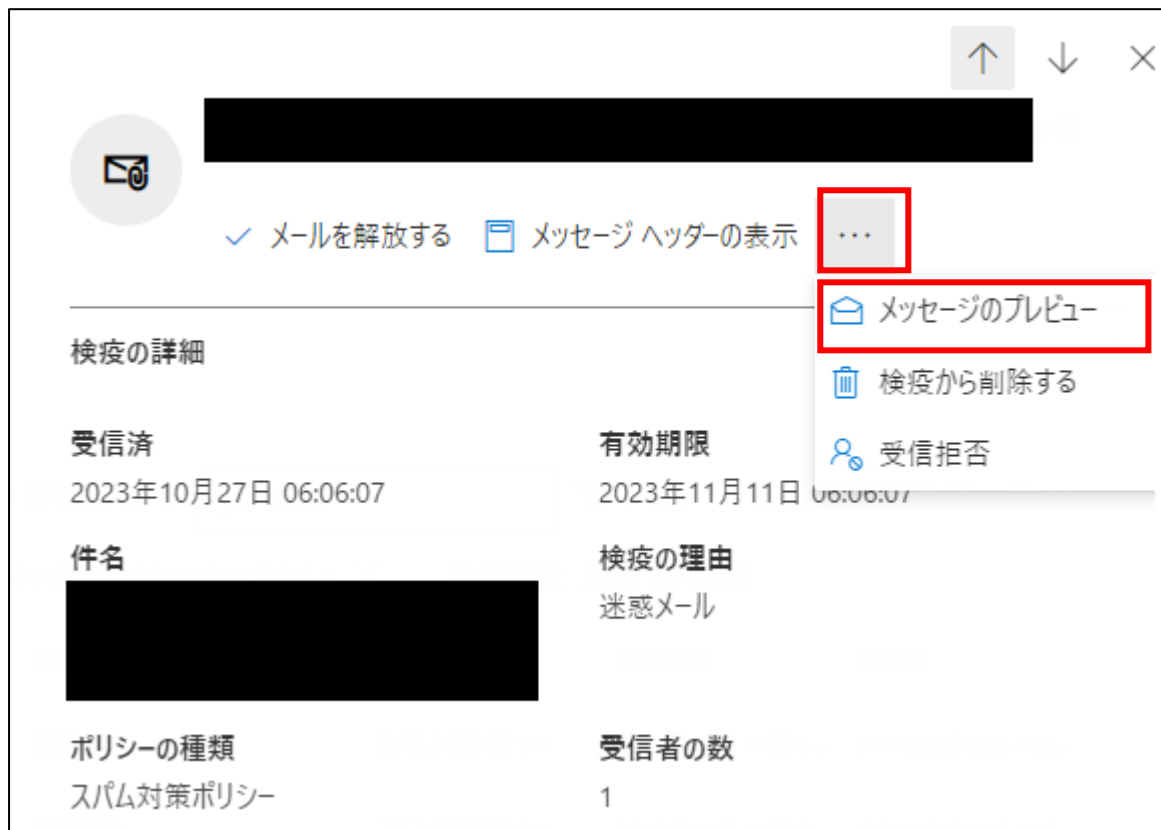 メールを解放する メッセージ ヘッダーの表示 ...
メッセージのプレビュー
検疫から削除する
受信拒否
検疫の詳細
受信済 有効期限
2023年10月27日 06:06:07 2023年11月11日 06:06:07
件名 検疫の理由
迷惑メール
ポリシーの種類 受信者の数
スパム対策ポリシー 1